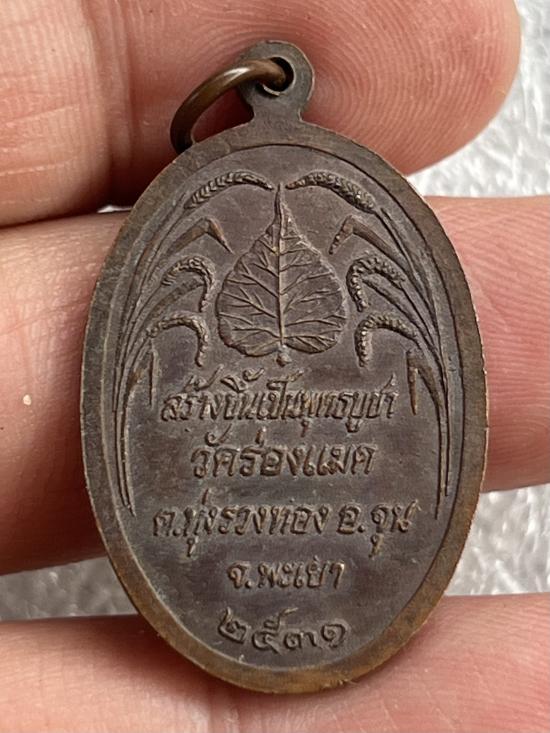 สร้างขึ้นเป็นพุทธบูชา
วัดร่องแมด
ต.ทุ่งรวงทอง อ.จุน
จ.พะเยา
๒๕๓๑